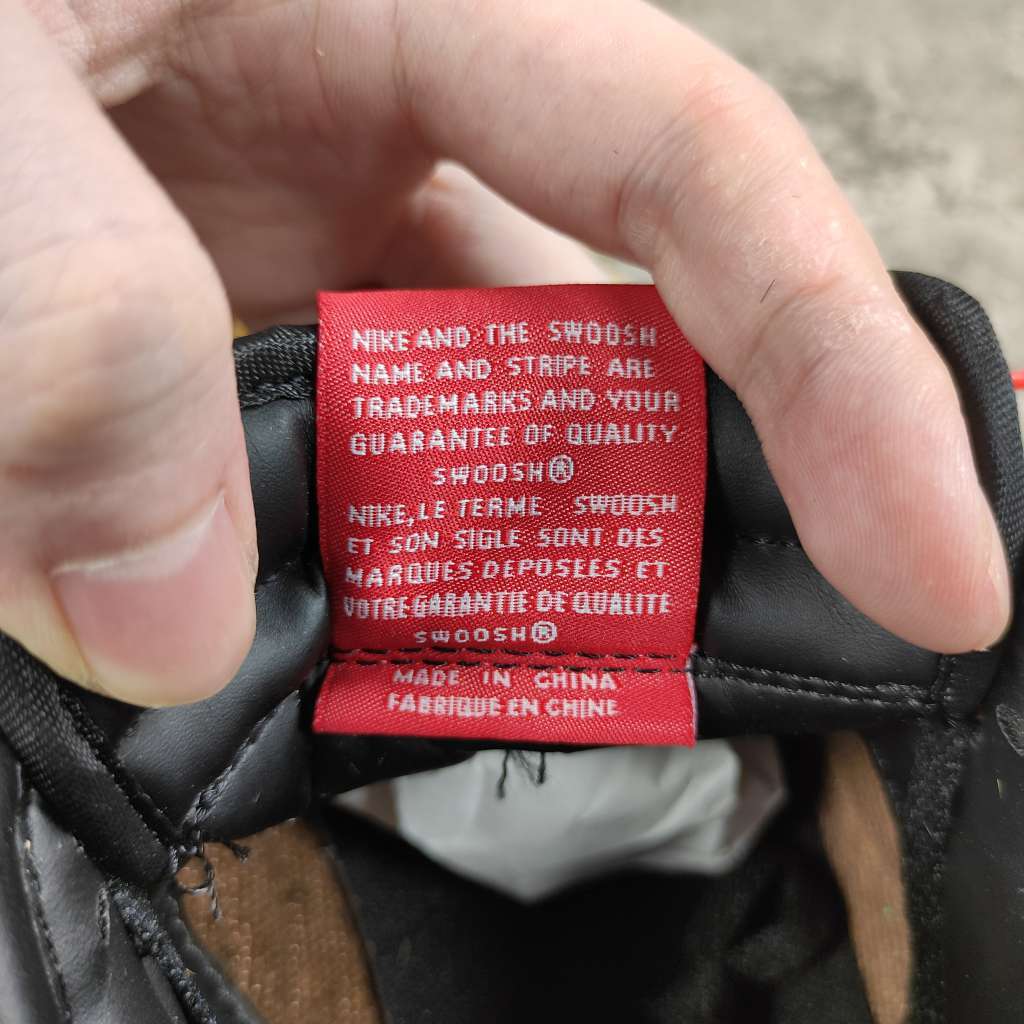 NIKE AND THE SWOOSH
NAME AND STRIPE ARE
TRADEMARKS AND YOUR
GUARANTEE OF QUALITY
SWOOSH®
NIKE, LE TERME SWOOSH
ET SON SIGLE SONT DES
MARQUES DEPOSEES ET
VOTRE GARANTIE DE QUALITE
SWOOSH®
MADE IN CHINA
FABRIQUE EN CHINE